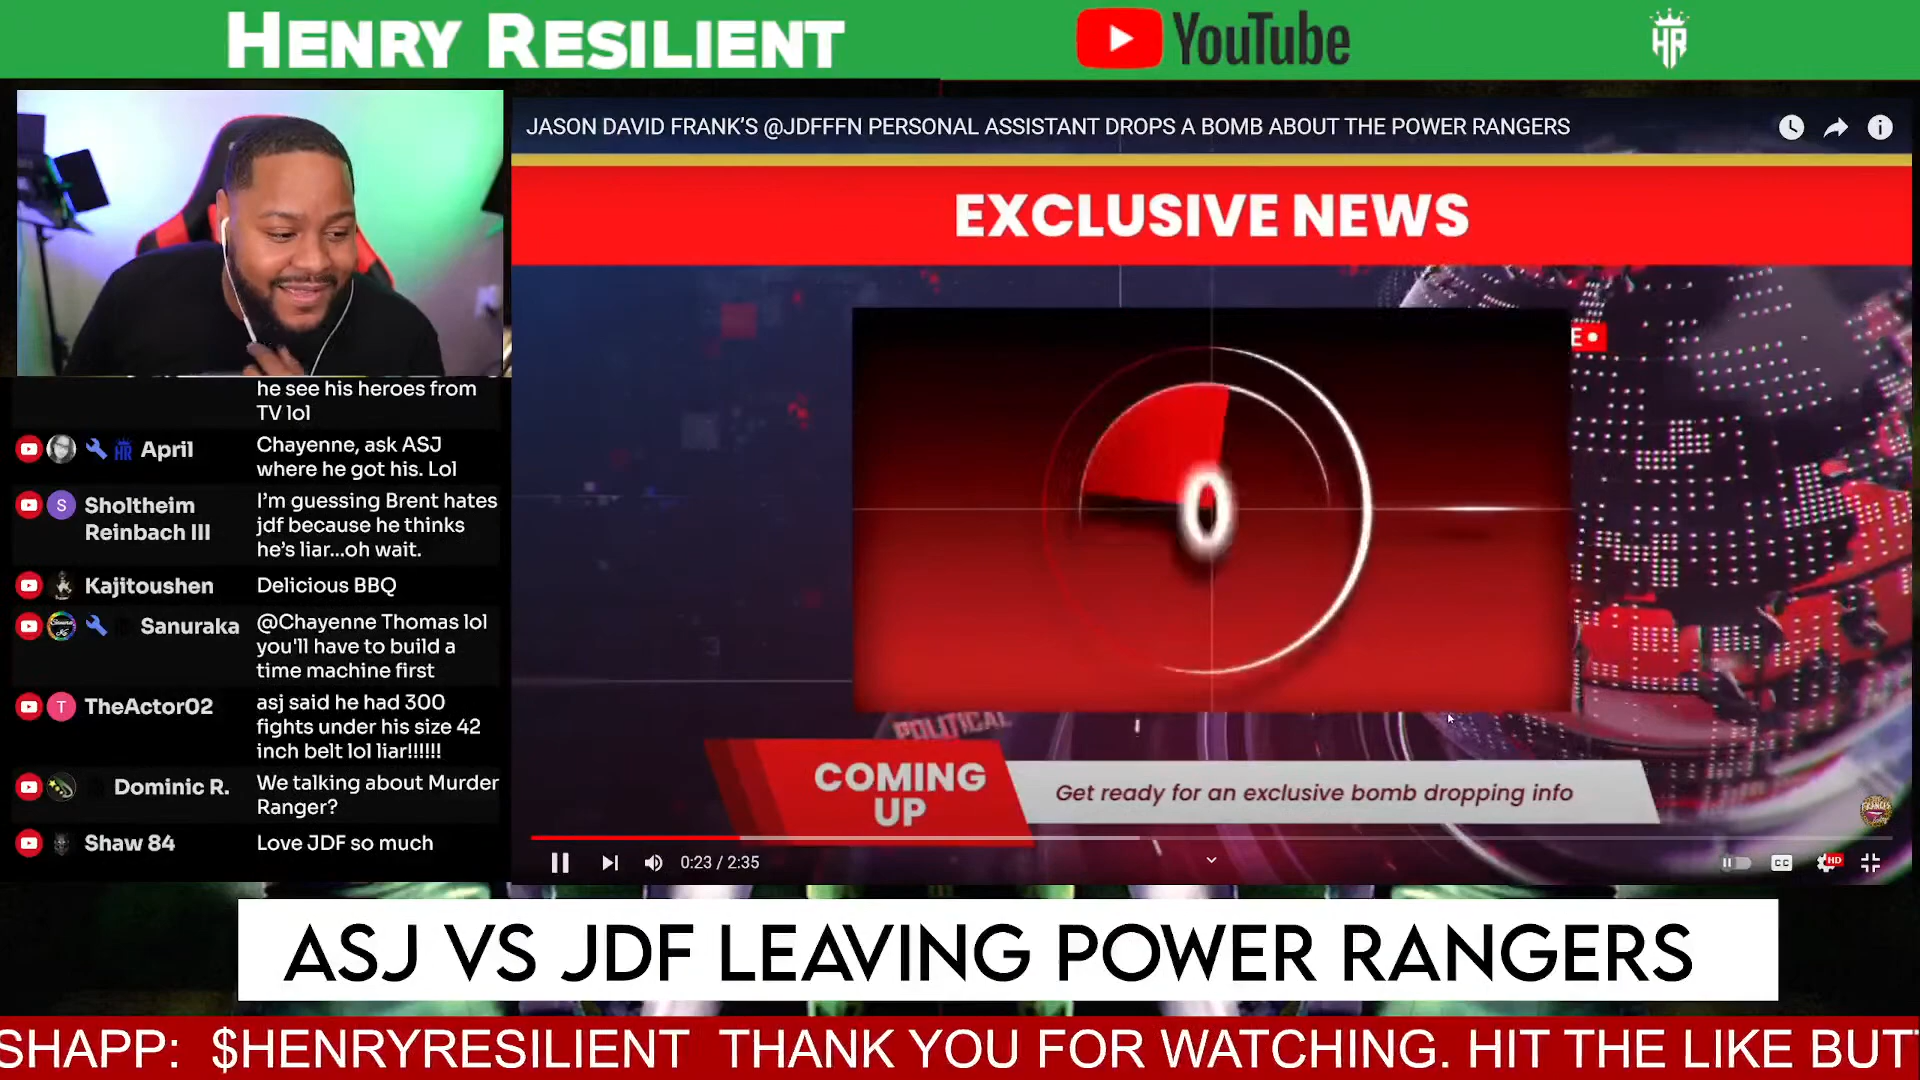 HENRY RESILIENT
YouTube
HR
JASON DAVID FRANK'S @JDFFFN PERSONAL ASSISTANT DROPS A BOMB ABOUT THE POWER RANGERS
EXCLUSIVE NEWS
E
0
POLITICAL
COMING
UP
Get ready for an exclusive bomb dropping info
0:23 / 2:35
CC
HD
he see his heroes from
TV lol
April
Chayenne, ask ASJ
where he got his. Lol
S
Sholtheim
Reinbach III
I'm guessing Brent hates
jdf because he thinks
he's liar...oh wait.
Kajitoushen
Delicious BBQ
Sanuraka
@Chayenne Thomas lol
you'll have to build a
time machine first
T
TheActor02
asj said he had 300
fights under his size 42
inch belt lol liar!!!!!!
Dominic R.
We talking about Murder
Ranger?
Shaw 84
Love JDF so much
ASJ VS JDF LEAVING POWER RANGERS
SHAPP: $HENRYRESILIENT THANK YOU FOR WATCHING. HIT THE LIKE BUT